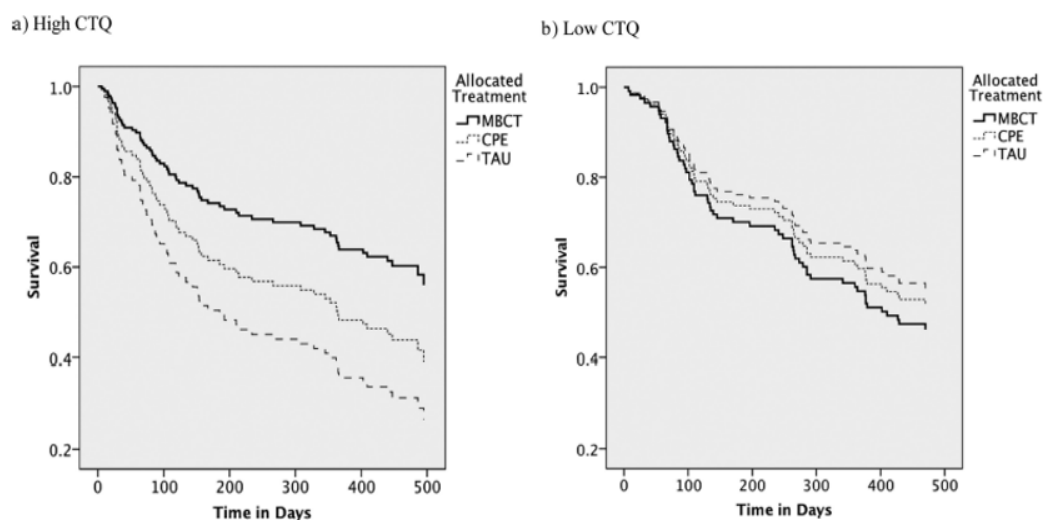 a) High CTQ
1.0
0.8
0.6
0.4
0.2
Survival
0 100 200 300 400 500
Time in Days
Allocated
Treatment
MBCT
CPE
TAU
b) Low CTQ
1.0
0.8
0.6
0.4
0.2
Survival
0 100 200 300 400 500
Time in Days
Allocated
Treatment
MBCT
CPE
TAU